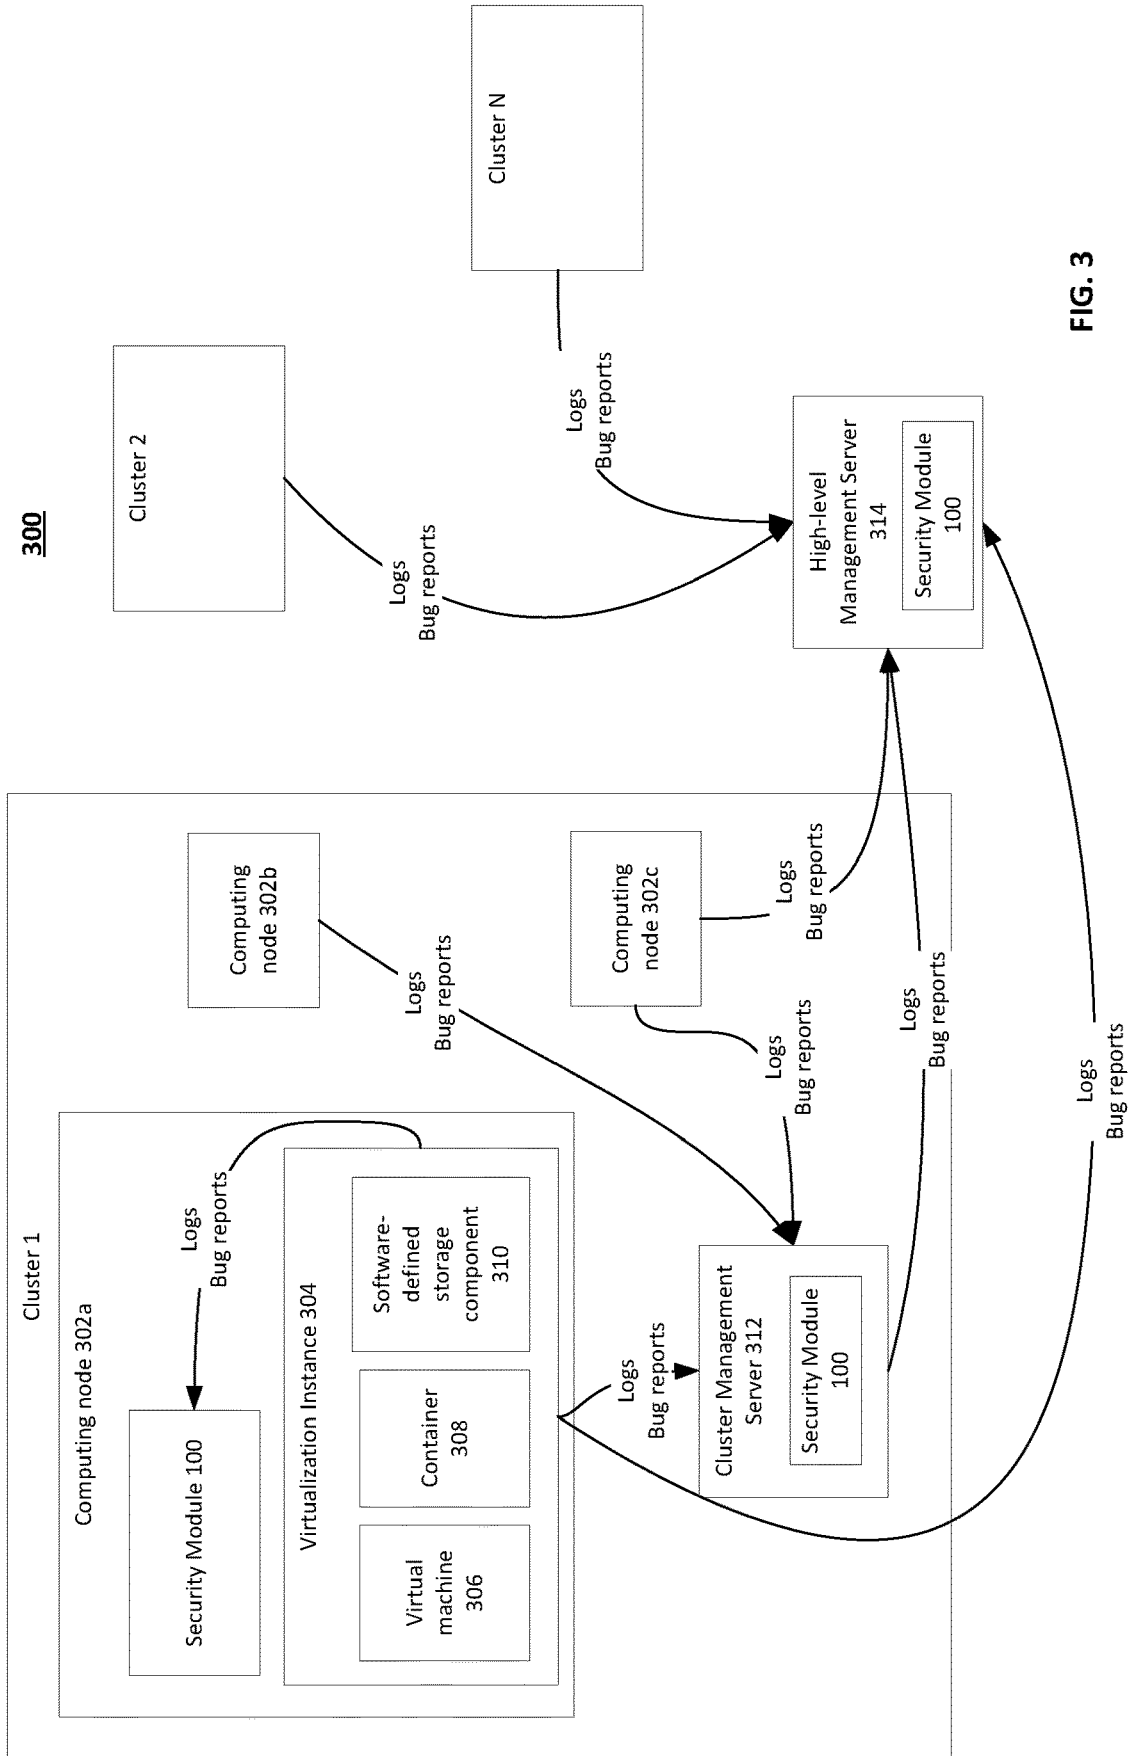 300
Cluster 1
Computing node 302a
Security Module 100
Logs
Bug reports
Virtualization Instance 304
Virtual
machine
306
Container
308
Software-
defined
storage
component
310
Computing
node 302b
Logs
Bug reports
Computing
node 302c
Logs
Bug reports
Logs
Bug reports
Logs
Bug reports
Cluster Management
Server 312
Security Module
100
Logs
Bug reports
Logs
Bug reports
Cluster 2
Logs
Bug reports
Cluster N
Logs
Bug reports
High-level
Management Server
314
Security Module
100
FIG. 3